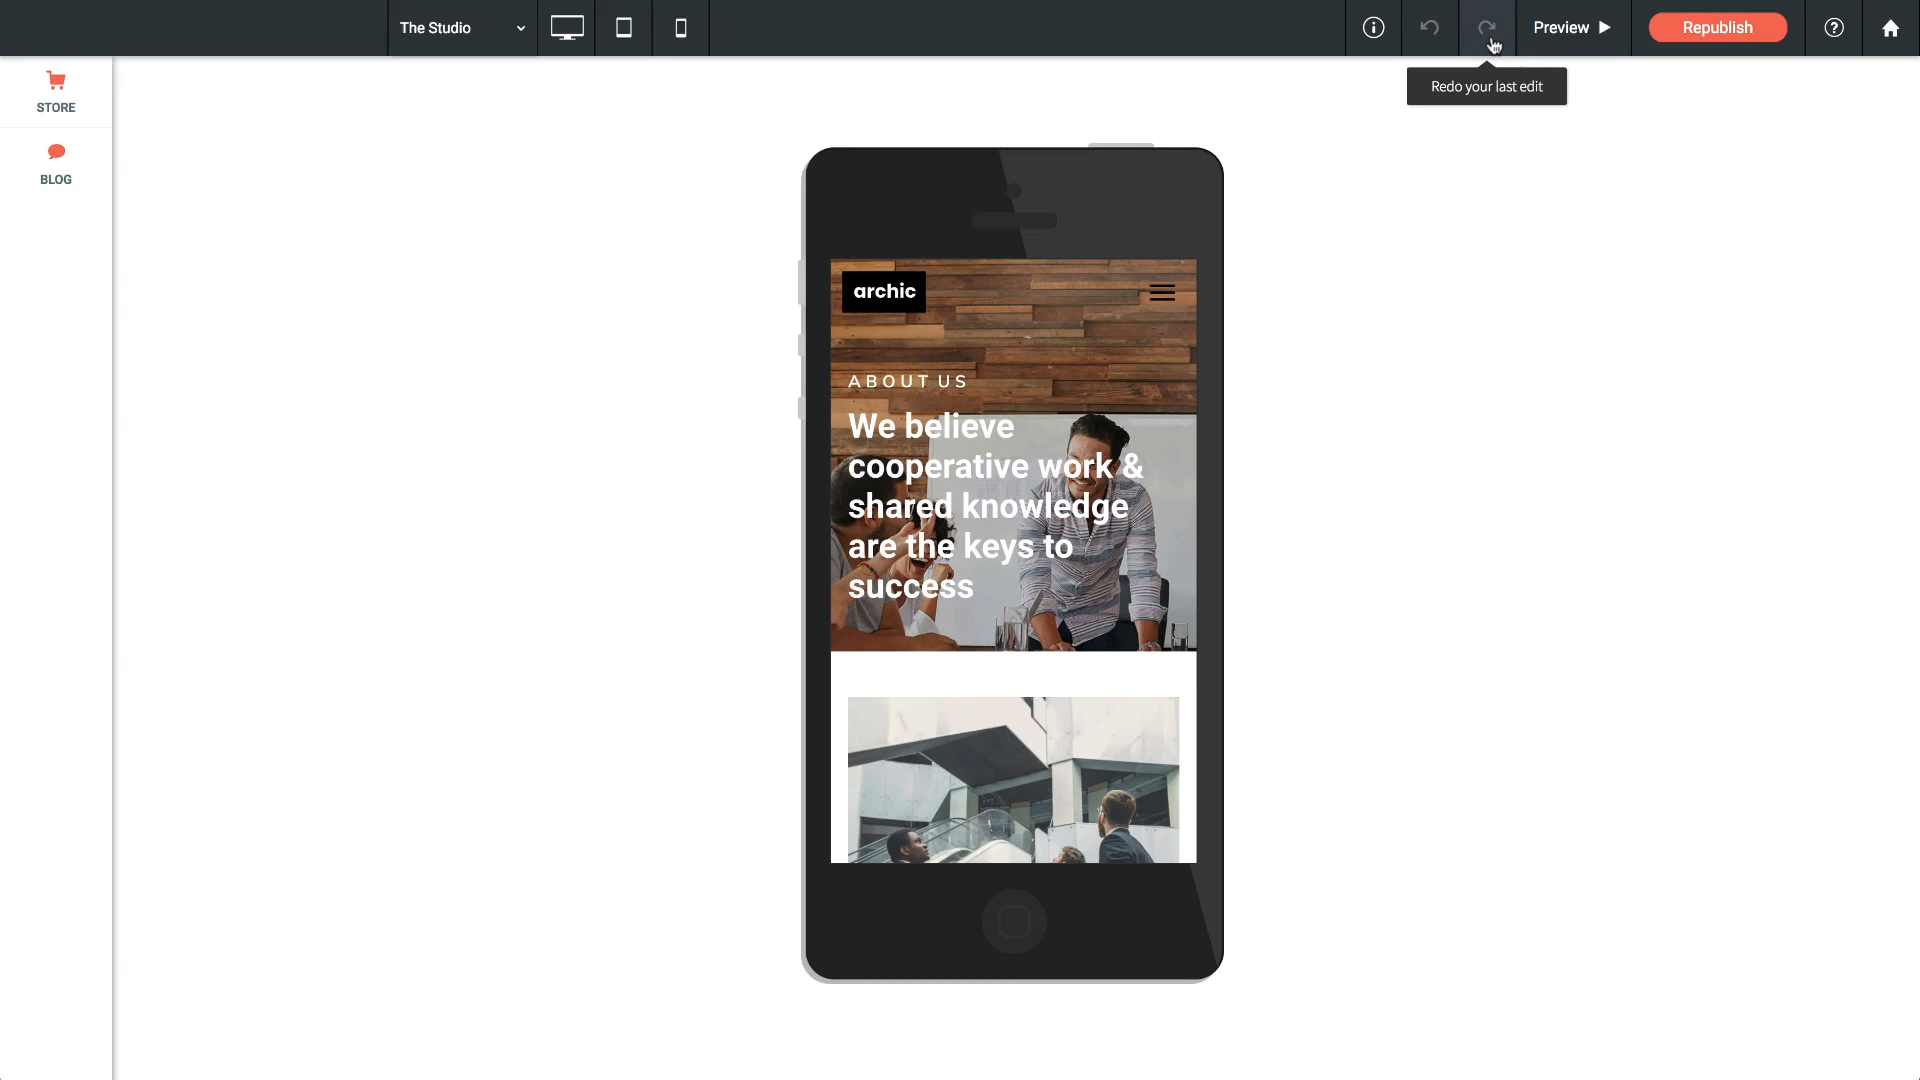 The Studio
Preview
Republish
Redo your last edit
STORE
BLOG
archic
ABOUT US
We believe
cooperative work &
shared knowledge
are the keys to
success